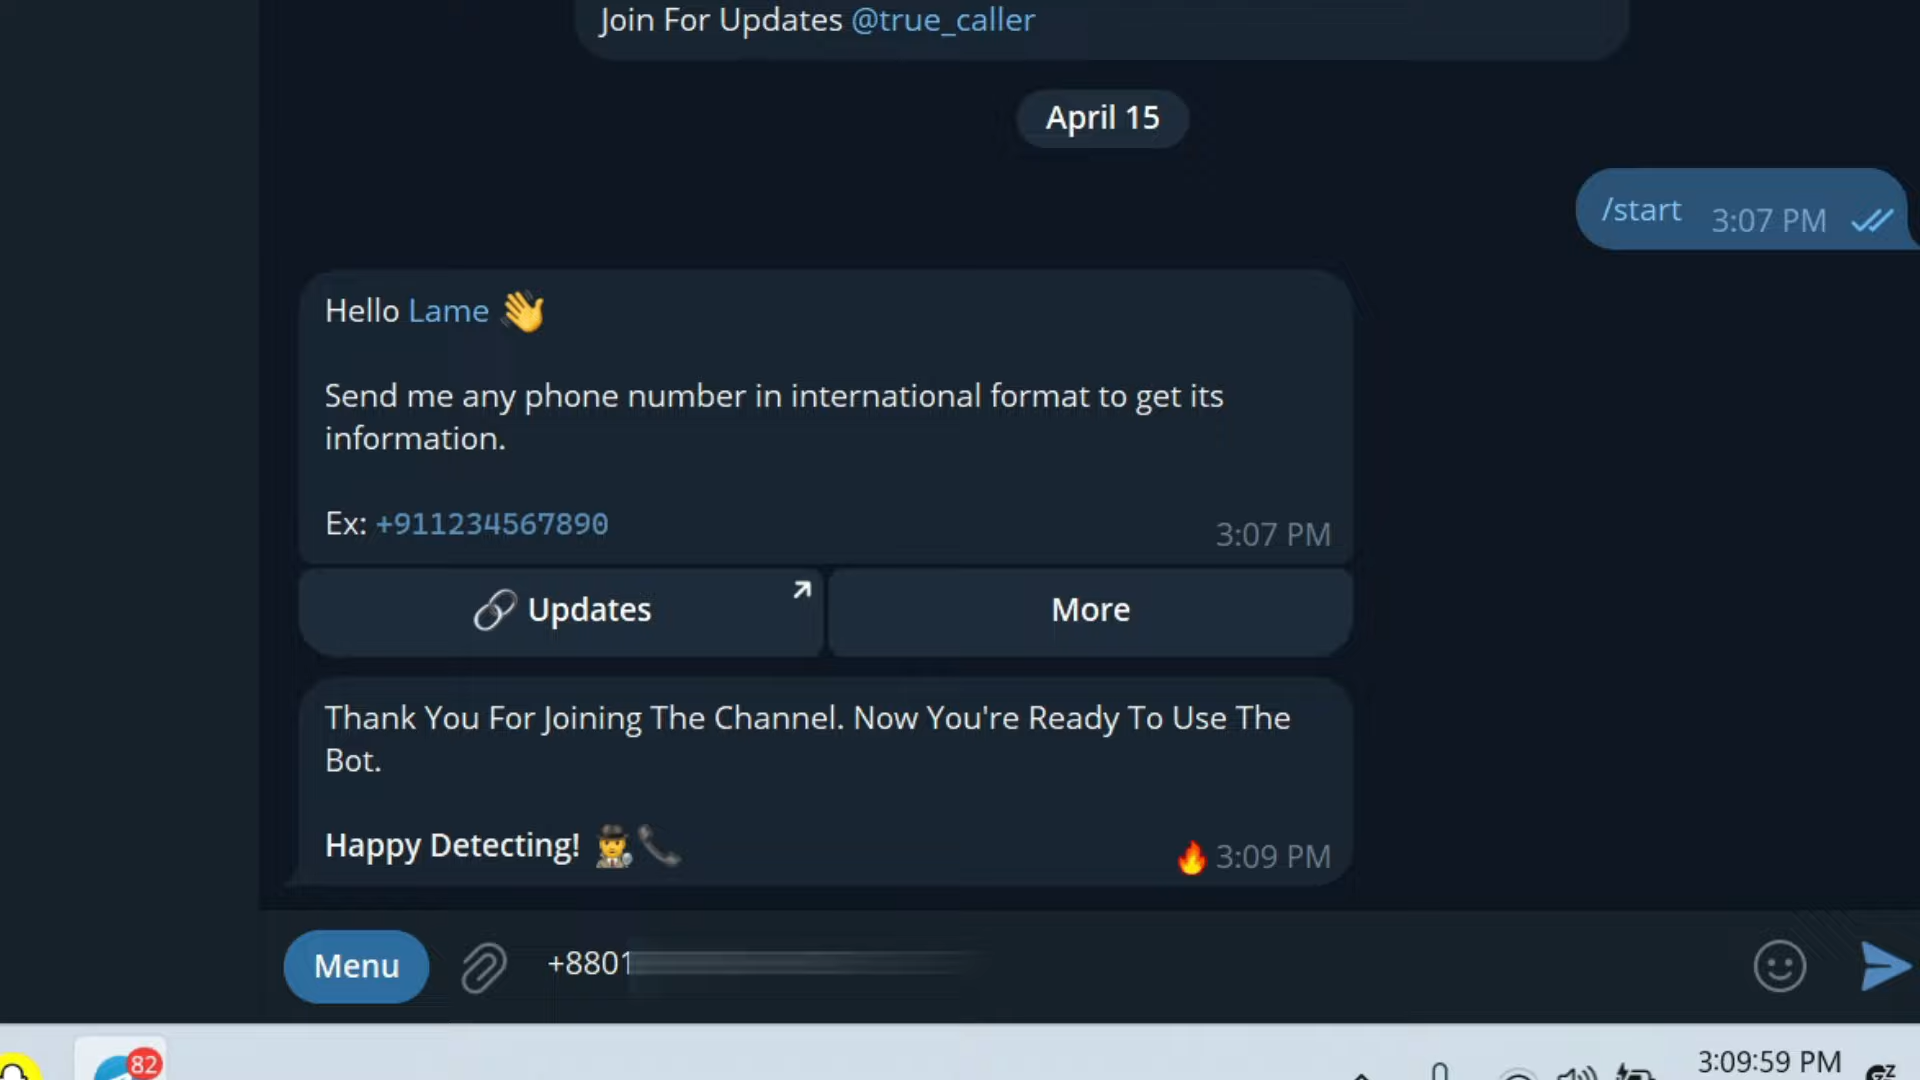 Join For Updates @true_caller
April 15
/start 3:07 PM
Hello Lame 👋
Send me any phone number in international format to get its
information.
Ex: +911234567890
3:07 PM
Updates
More
Thank You For Joining The Channel. Now You're Ready To Use The
Bot.
Happy Detecting! 🕵️📞
🔥 3:09 PM
Menu
+8801
82
3:09:59 PM